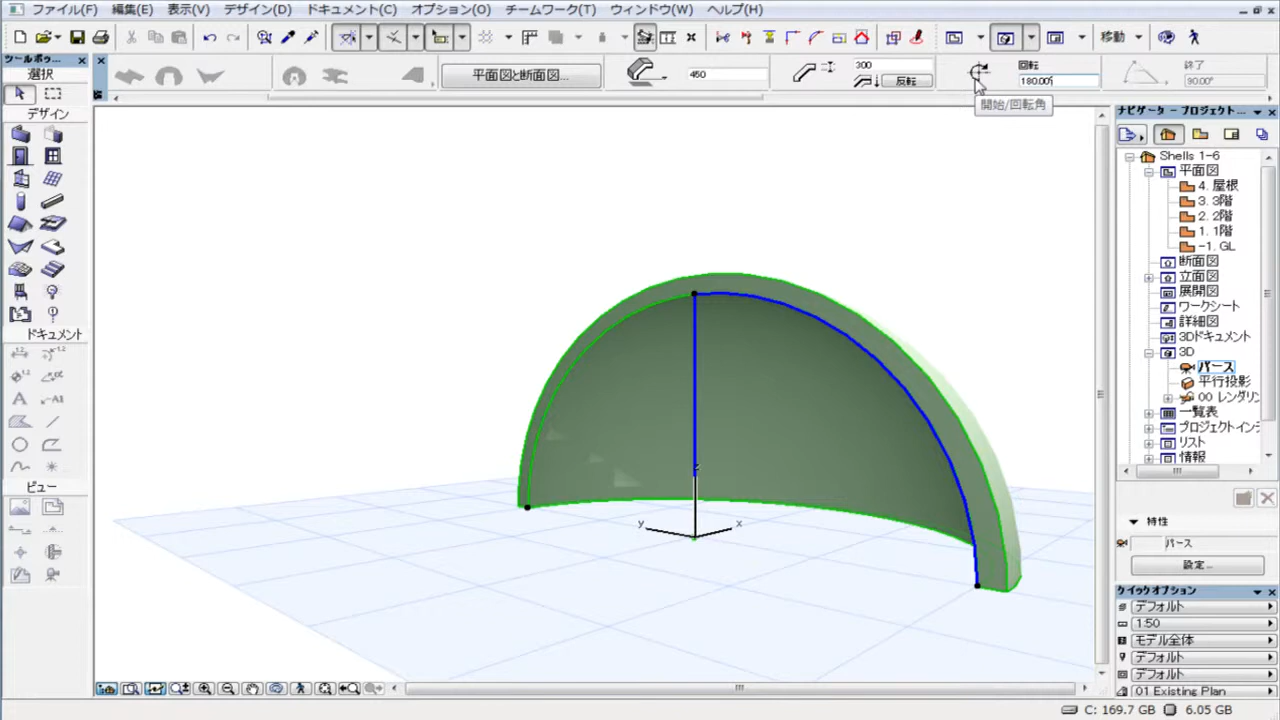 ファイル(F) 編集(E) 表示(V) デザイン(D) ドキュメント(C) オプション(O) チームワーク(T) ウィンドウ(W) ヘルプ(H)
移動
ツールボッ...
選択
平面図と断面図...
450
300
反転
回転
180.00°
終了
90.00°
開始/回転角
デザイン
ドキュメント
ビュー
ナビゲータ - プロジェクト...
Shells 1-6
平面図
4. 屋根
3. 3階
2. 2階
1. 1階
-1. GL
断面図
立面図
展開図
ワークシート
詳細図
3Dドキュメント
3D
パース
平行投影
00 レンダリン
一覧表
プロジェクトイン
リスト
情報
特性
パース
設定...
クイックオプション
デフォルト
1:50
モデル全体
デフォルト
デフォルト
01 Existing Plan
z
y
x
C: 169.7 GB 6.05 GB